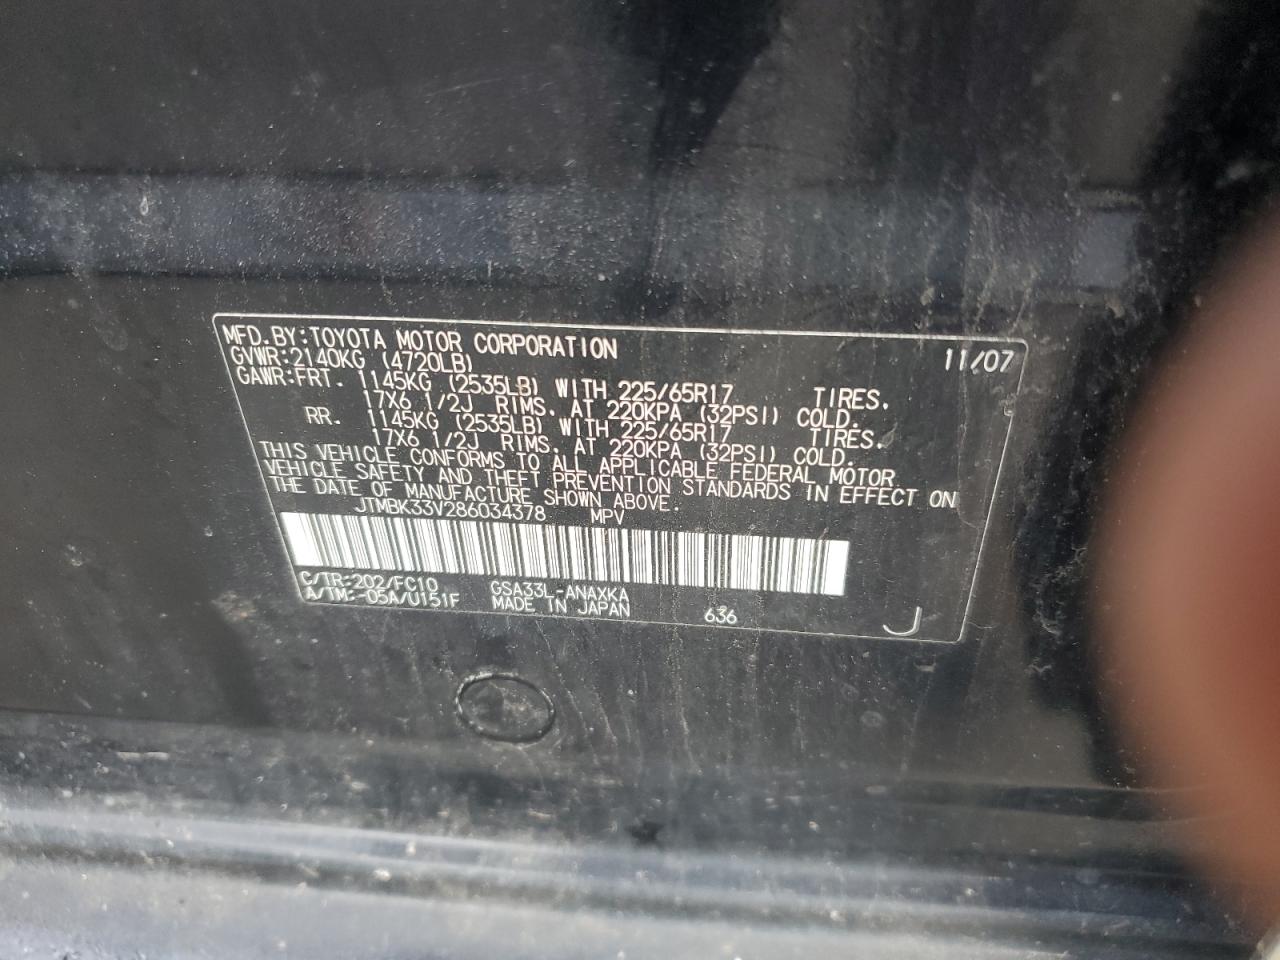 MFD.BY:TOYOTA MOTOR CORPORATION 11/07
GVWR:2140KG (4720LB)
GAWR:FRT. 1145KG (2535LB) WITH 225/65R17 TIRES.
17X6 1/2J RIMS. AT 220KPA (32PSI) COLD.
RR. 1145KG (2535LB) WITH 225/65R17 TIRES.
17X6 1/2J RIMS. AT 220KPA (32PSI) COLD.
THIS VEHICLE CONFORMS TO ALL APPLICABLE FEDERAL MOTOR
VEHICLE SAFETY AND THEFT PREVENTION STANDARDS IN EFFECT ON
THE DATE OF MANUFACTURE SHOWN ABOVE.
JTMBK33V286034378 MPV
C/TR:202/FC10 GSA33L-ANAXKA
A/TM:-05A/U151F MADE IN JAPAN 636 J